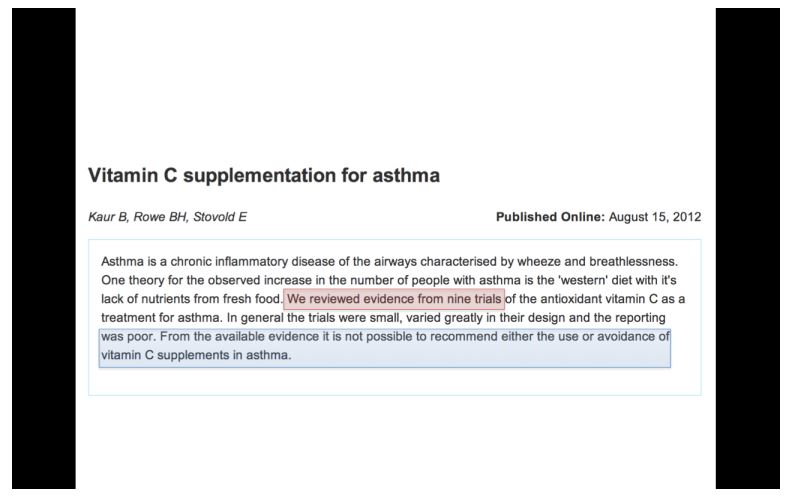 Vitamin C supplementation for asthma
Kaur B, Rowe BH, Stovold E
Published Online: August 15, 2012
Asthma is a chronic inflammatory disease of the airways characterised by wheeze and breathlessness.
One theory for the observed increase in the number of people with asthma is the 'western' diet with it's
lack of nutrients from fresh food. We reviewed evidence from nine trials of the antioxidant vitamin C as a
treatment for asthma. In general the trials were small, varied greatly in their design and the reporting
was poor. From the available evidence it is not possible to recommend either the use or avoidance of
vitamin C supplements in asthma.